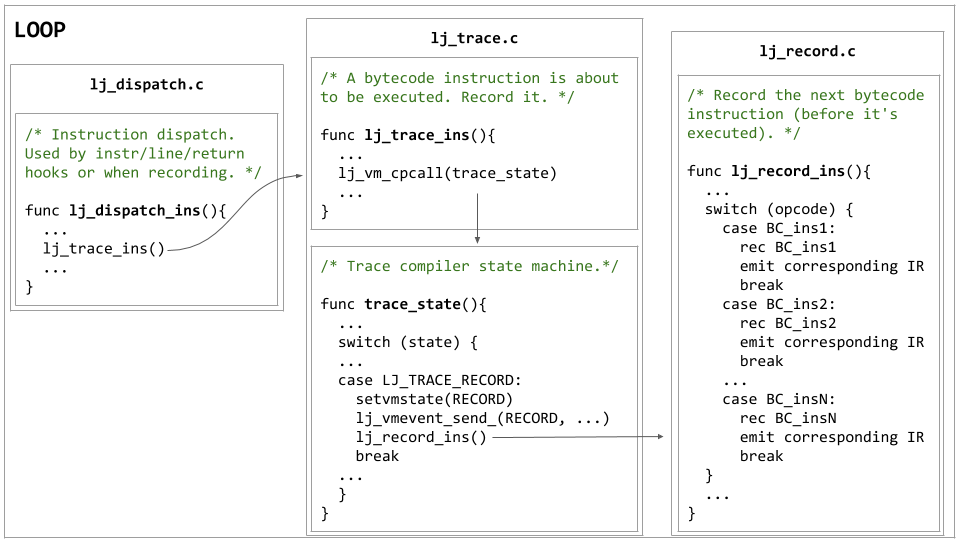 LOOP
lj_dispatch.c
/* Instruction dispatch.
Used by instr/line/return
hooks or when recording. */
func lj_dispatch_ins(){
...
lj_trace_ins()
...
}
lj_trace.c
/* A bytecode instruction is about
to be executed. Record it. */
func lj_trace_ins(){
...
lj_vm_cpcall(trace_state)
...
}
/* Trace compiler state machine.*/
func trace_state(){
...
switch (state) {
...
case LJ_TRACE_RECORD:
setvmstate(RECORD)
lj_vmevent_send_(RECORD, ...)
lj_record_ins()
break
...
}
}
lj_record.c
/* Record the next bytecode
instruction (before it's
executed). */
func lj_record_ins(){
...
switch (opcode) {
case BC_ins1:
rec BC_ins1
emit corresponding IR
break
case BC_ins2:
rec BC_ins2
emit corresponding IR
break
...
case BC_insN:
rec BC_insN
emit corresponding IR
break
}
...
}